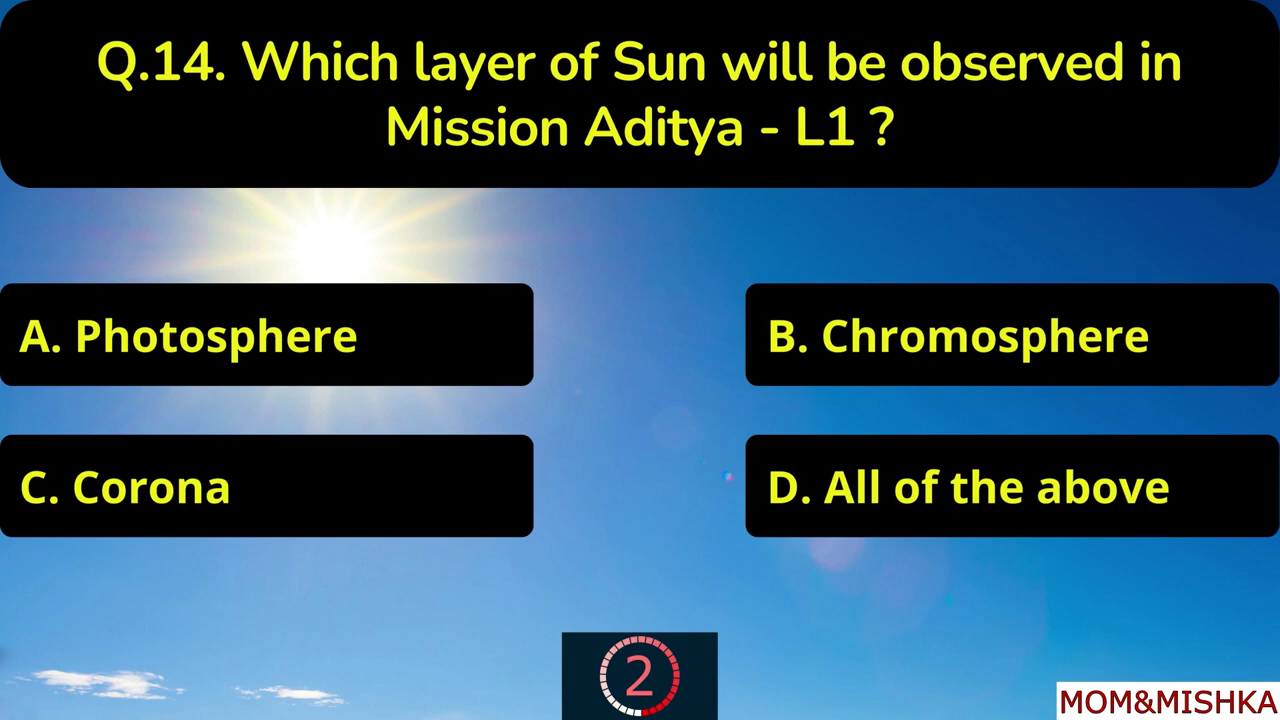 Q.14. Which layer of Sun will be observed in
Mission Aditya - L1 ?
A. Photosphere
B. Chromosphere
C. Corona
D. All of the above
2
MOM&MISHKA